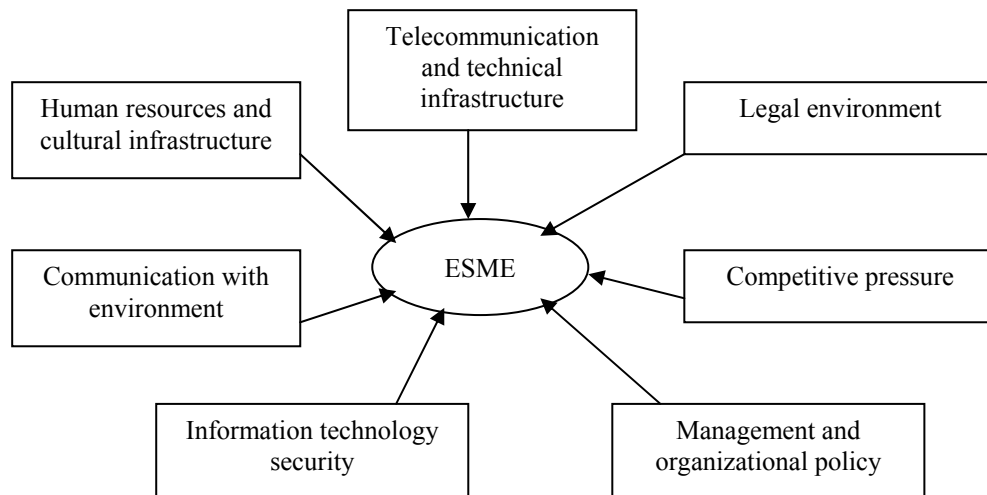 Telecommunication
and technical
infrastructure
Human resources and
cultural infrastructure
Legal environment
ESME
Communication with
environment
Competitive pressure
Information technology
security
Management and
organizational policy